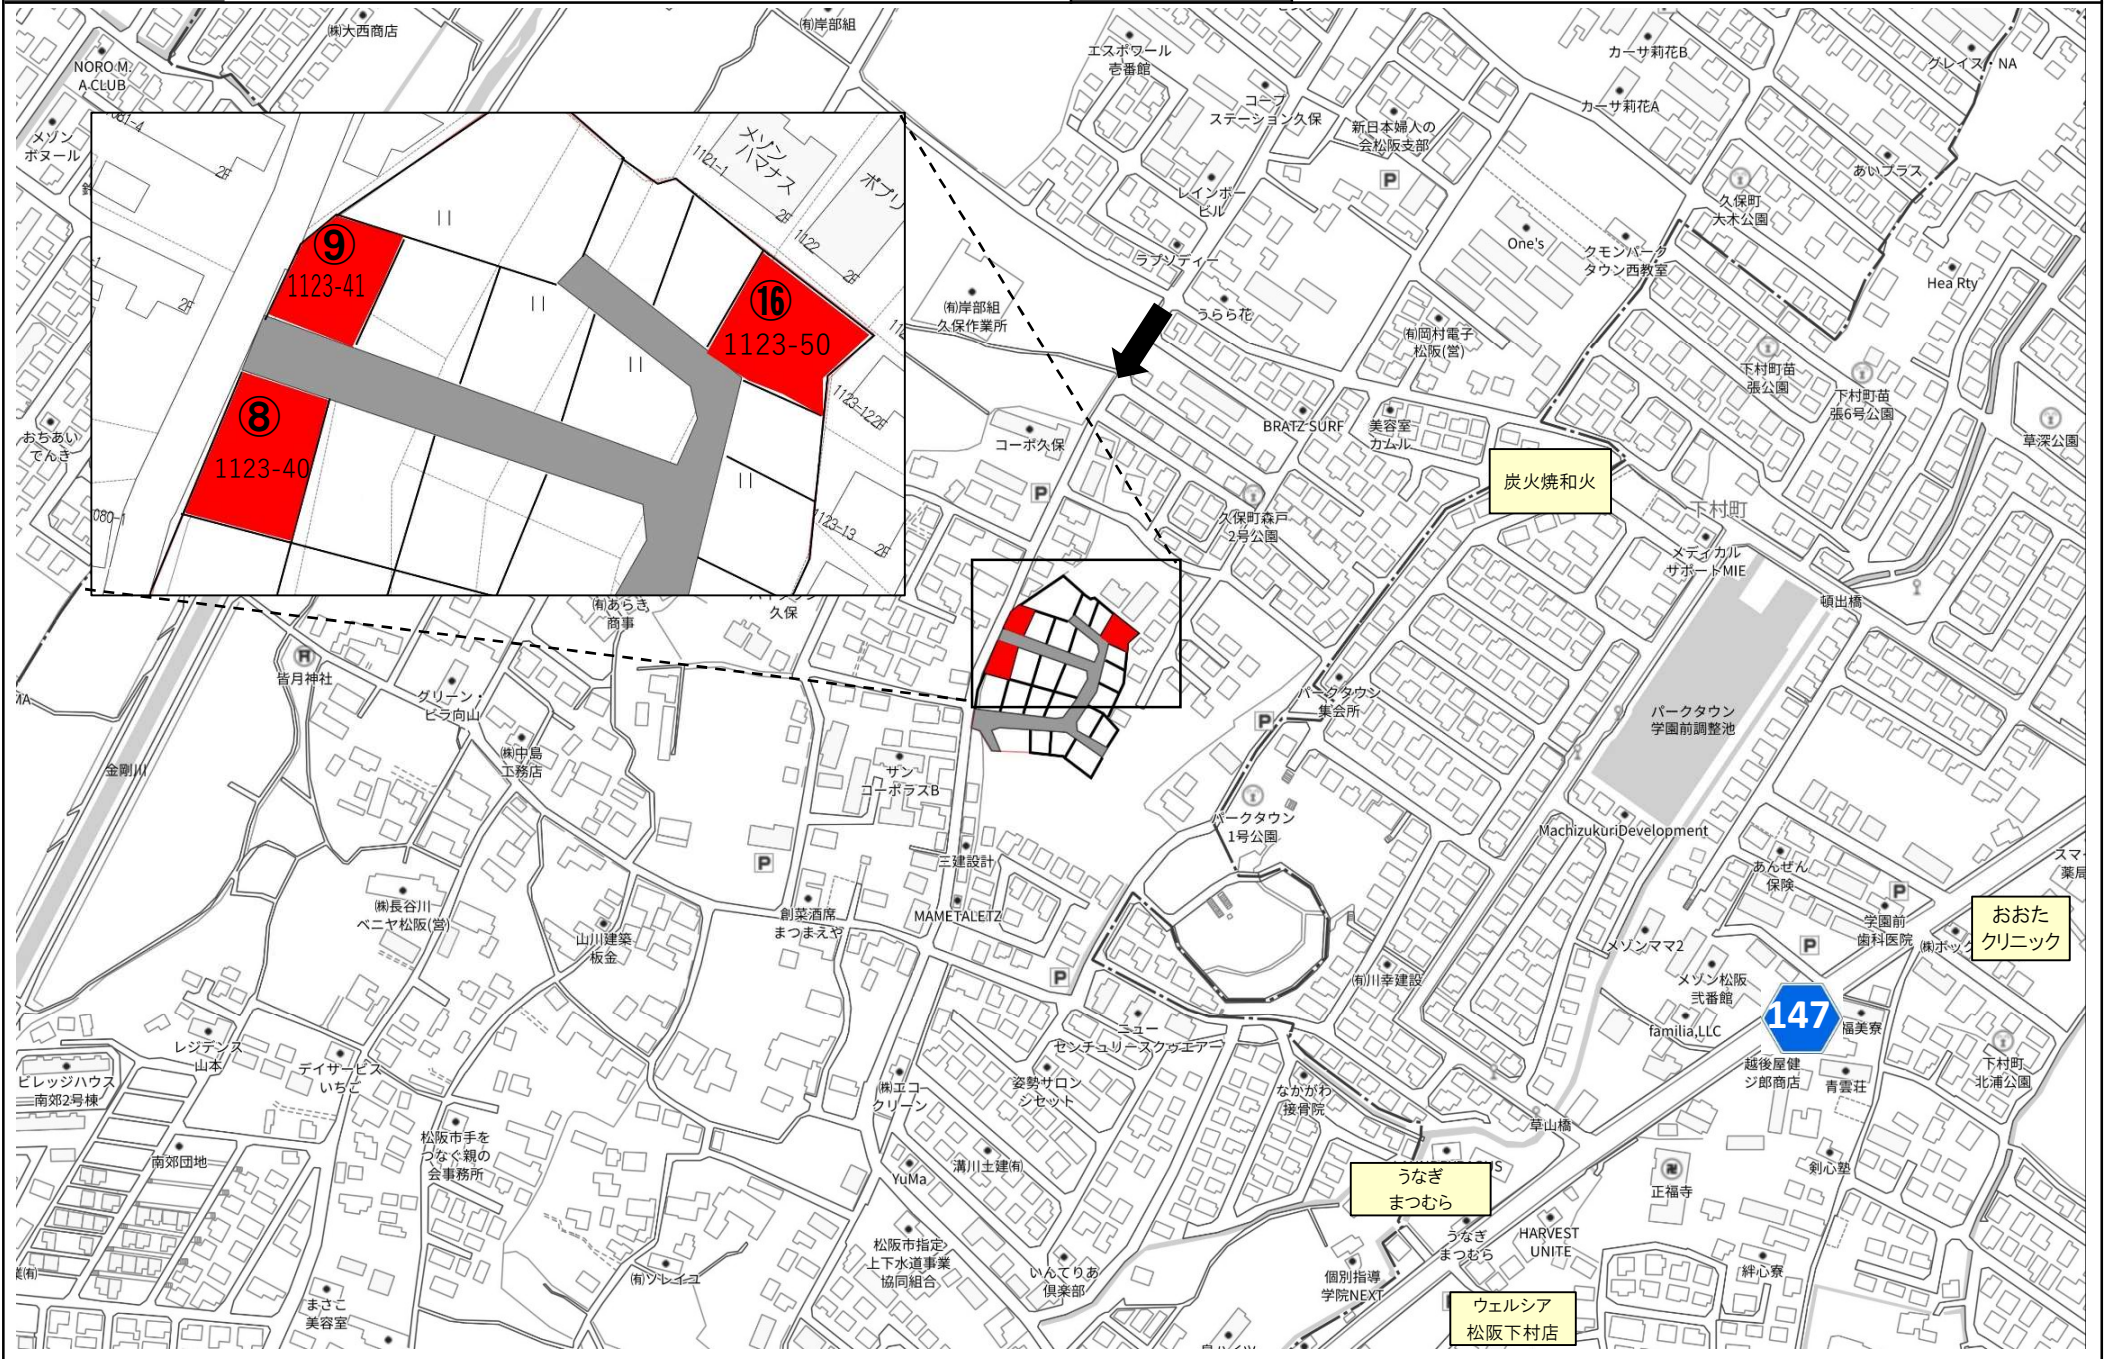 ㈱大西商店
㈲岸部組
NORO M.
A.CLUB
エスポワール
壱番館
カーサ莉花B
グレイス・NA
カーサ莉花A
コープ
ステーション久保
新日本婦人の
会松阪支部
メゾン
ボヌール
P
あいプラス
レインボー
ビル
久保町
大木公園
One's
クモンパーク
タウン西教室
ラプソディー
Hea Rty
㈲岸部組
久保作業所
うらら花
㈲岡村電子
松阪(営)
下村町苗
張公園
下村町苗
張6号公園
草深公園
BRATZ SURF
美容室
カムル
コーポ久保
おちあい
でんき
P
炭火焼和火
下村町
久保町森戸
2号公園
メディカル
サポートMIE
頓出橋
081-4
2F
2F
080-1
メゾン
ハマナス
2F
1121-1
ポプリ
1122
2F
⑨
1123-41
⑯
1123-50
⑧
1123-40
1123-12
2F
1123-13
2F
㈲あらき
商事
久保
皆月神社
グリーン・
ビラ向山
㈱中島
工務店
金剛川
サン
コーポラスB
パークタウン
集会所
P
パークタウン
学園前調整池
パークタウン
1号公園
MachizukuriDevelopment
三建設計
P
あんぜん
保険
P
スマ
薬局
㈱長谷川
ベニヤ松阪(営)
山川建築
板金
創菜酒席
まつまえや
MAMETALETZ
学園前
歯科医院
㈱ボック
おおた
クリニック
P
P
メゾンママ2
メゾン松阪
弐番館
㈲川幸建設
147
福美寮
familia,LLC
ニュー
センチュリースクゥエアー
レジデンス
山本
デイサービス
いちご
ビレッジハウス
南郊2号棟
㈱エコ
クリーン
姿勢サロン
シセット
なかがわ
接骨院
越後屋健
ジ郎商店
青雲荘
下村町
北浦公園
草山橋
松阪市手を
つなぐ親の
会事務所
南郊団地
YuMa
溝川土建㈲
うなぎ
まつむら
正福寺
剣心塾
うなぎ
まつむら
HARVEST
UNITE
松阪市指定
上下水道事業
協同組合
いんてりあ
倶楽部
個別指導
学院NEXT
絆心寮
㈲ソレイユ
まさこ
美容室
ウェルシア
松阪下村店